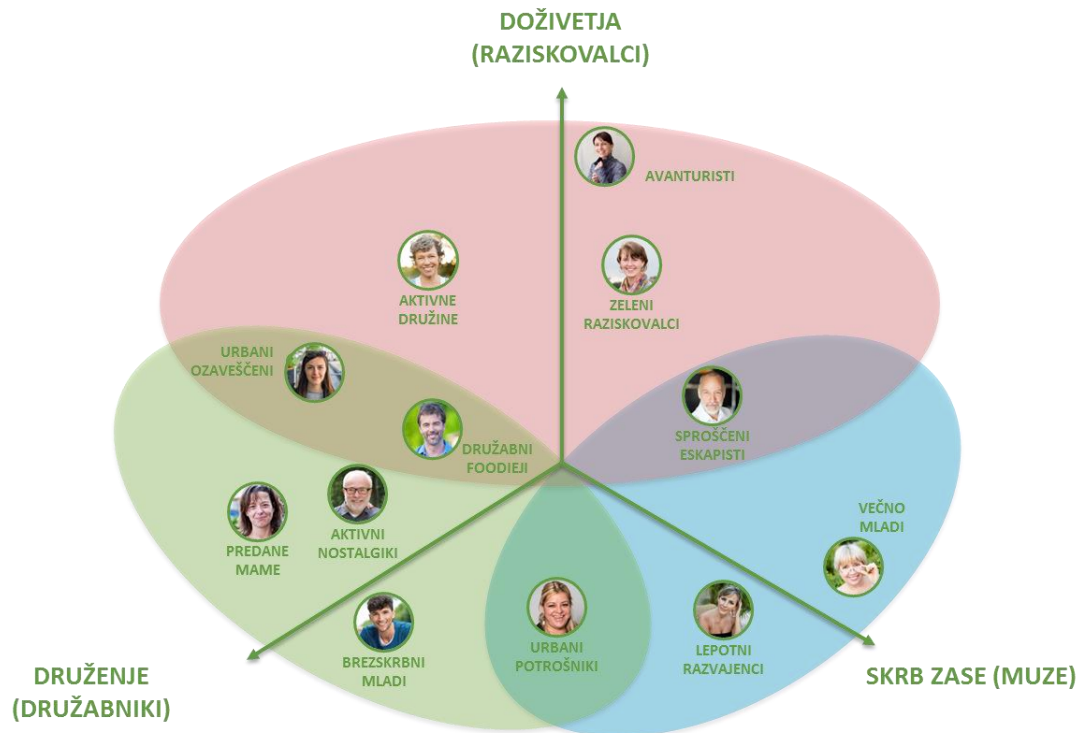 DOŽIVETJA
(RAZISKOVALCI)
AVANTURISTI
AKTIVNE
DRUŽINE
ZELENI
RAZISKOVALCI
URBANI
OZAVEŠČENI
DRUŽABNI
FOODIEJI
SPROŠČENI
ESKAPISTI
PREDANE
MAME
AKTIVNI
NOSTALGIKI
VEČNO
MLADI
BREZSKRBNI
MLADI
URBANI
POTROŠNIKI
LEPOTNI
RAZVAJENCI
DRUŽENJE
(DRUŽABNIKI)
SKRB ZASE (MUZE)